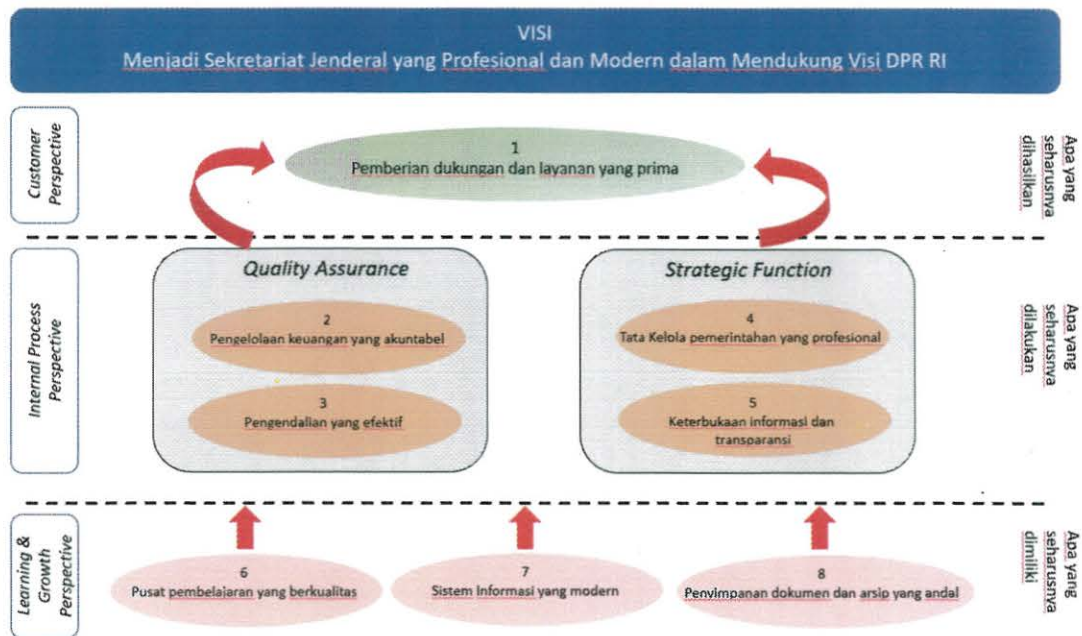 VISI
Menjadi Sekretariat Jenderal yang Profesional dan Modern dalam Mendukung Visi DPR RI
Customer
Perspective
1
Pemberian dukungan dan layanan yang prima
Apa yang
seharusnya
dihasilkan
Internal Process
Perspective
Quality Assurance
2
Pengelolaan keuangan yang akuntabel
3
Pengendalian yang efektif
Strategic Function
4
Tata Kelola pemerintahan yang profesional
5
Keterbukaan informasi dan
transparansi
Apa yang
seharusnya
dilakukan
Learning &
Growth
Perspective
6
Pusat pembelajaran yang berkualitas
7
Sistem Informasi yang modern
8
Penyimpanan dokumen dan arsip yang andal
Apa yang
seharusnya
dimiliki